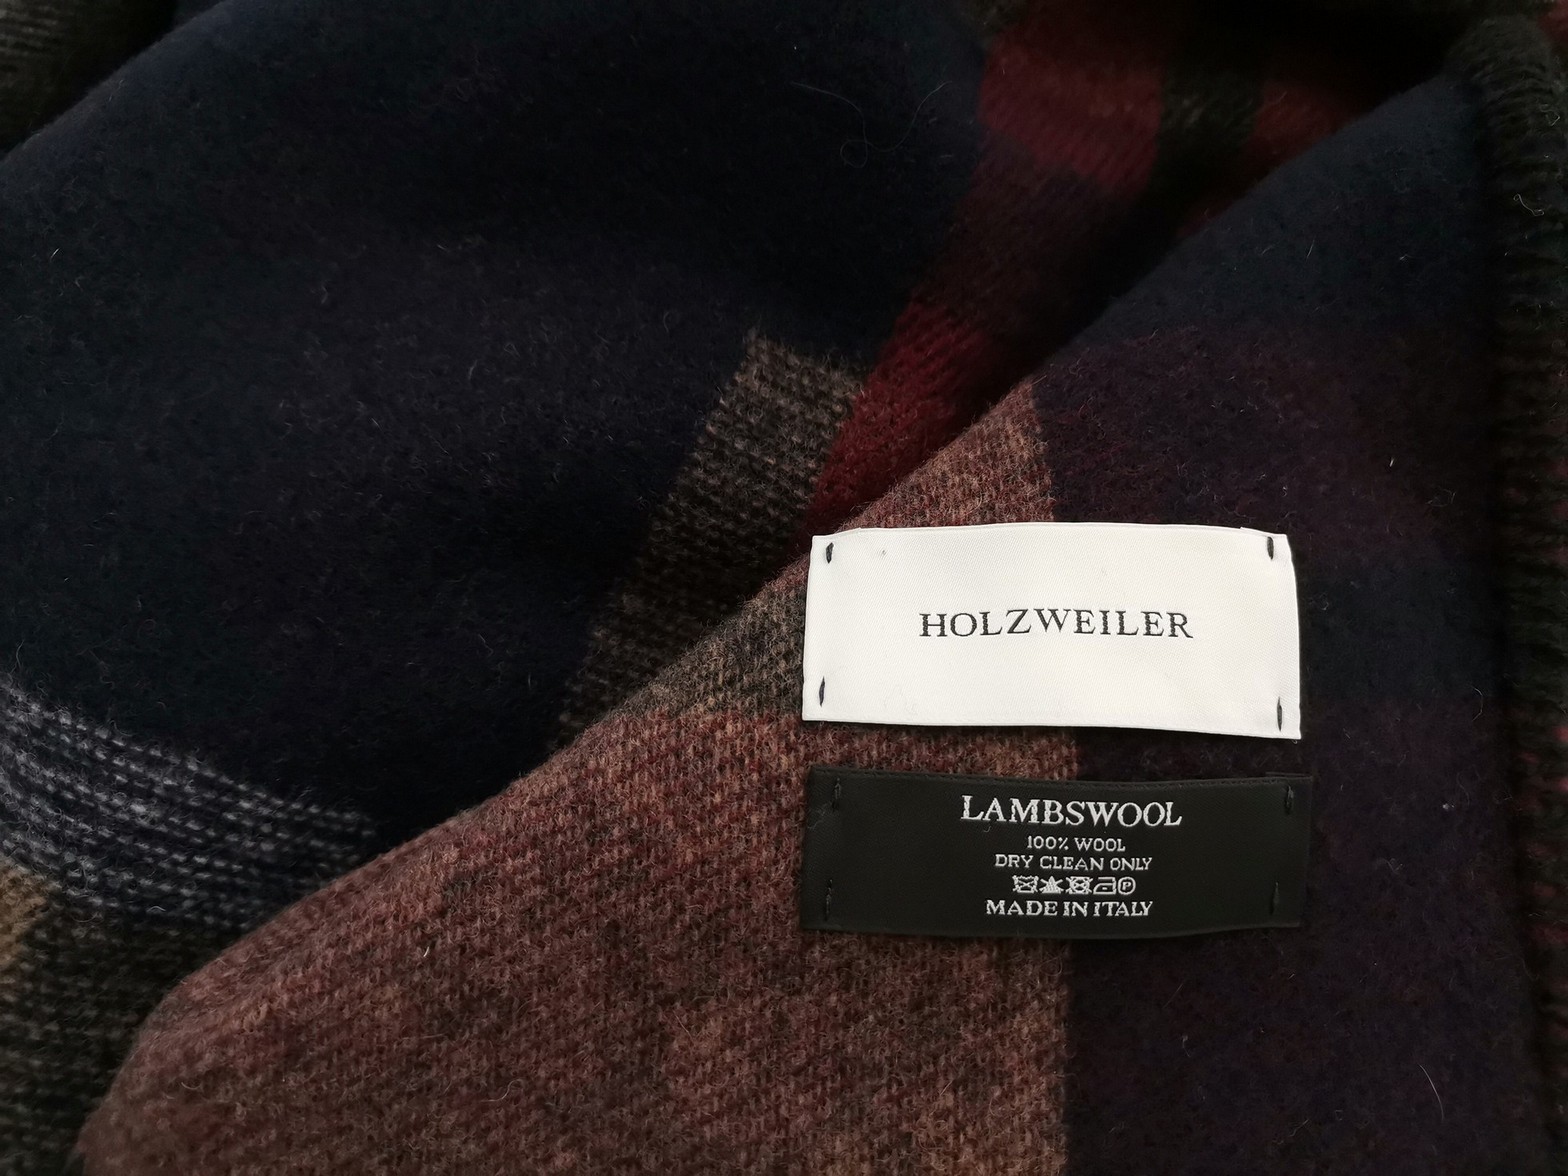 HOLZWEILER
LAMBSWOOL
100% WOOL
DRY CLEAN ONLY
MADE IN ITALY